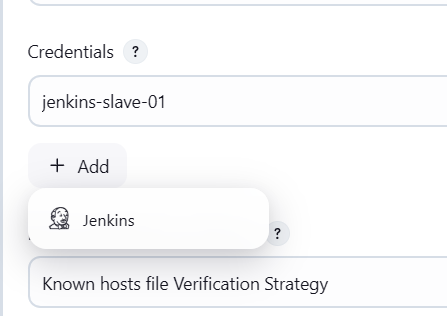 Credentials ?
jenkins-slave-01
+ Add
Jenkins
?
Known hosts file Verification Strategy